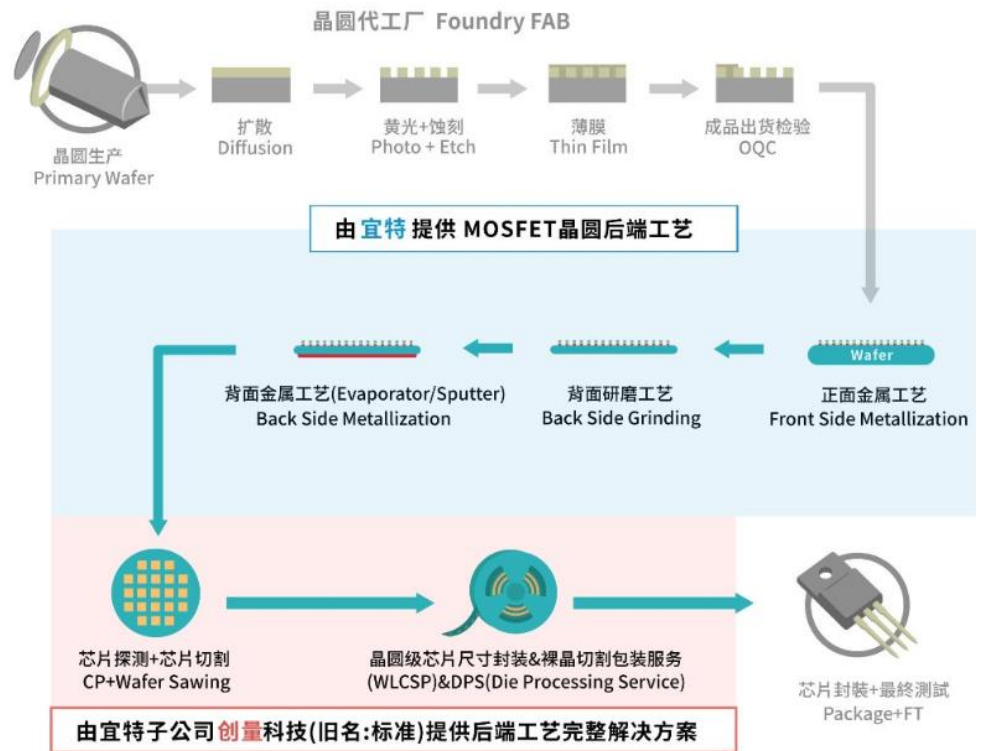 晶圆代工厂 Foundry FAB
晶圆生产
Primary Wafer
扩散
Diffusion
黄光+蚀刻
Photo + Etch
薄膜
Thin Film
成品出货检验
OQC
由宜特提供 MOSFET晶圆后端工艺
背面金属工艺(Evaporator/Sputter)
Back Side Metallization
背面研磨工艺
Back Side Grinding
Wafer
正面金属工艺
Front Side Metallization
芯片探测+芯片切割
CP+Wafer Sawing
晶圆级芯片尺寸封装&裸晶切割包装服务
(WLCSP)&DPS(Die Processing Service)
芯片封裝+最終測試
Package+FT
由宜特子公司创量科技(旧名:标准)提供后端工艺完整解决方案